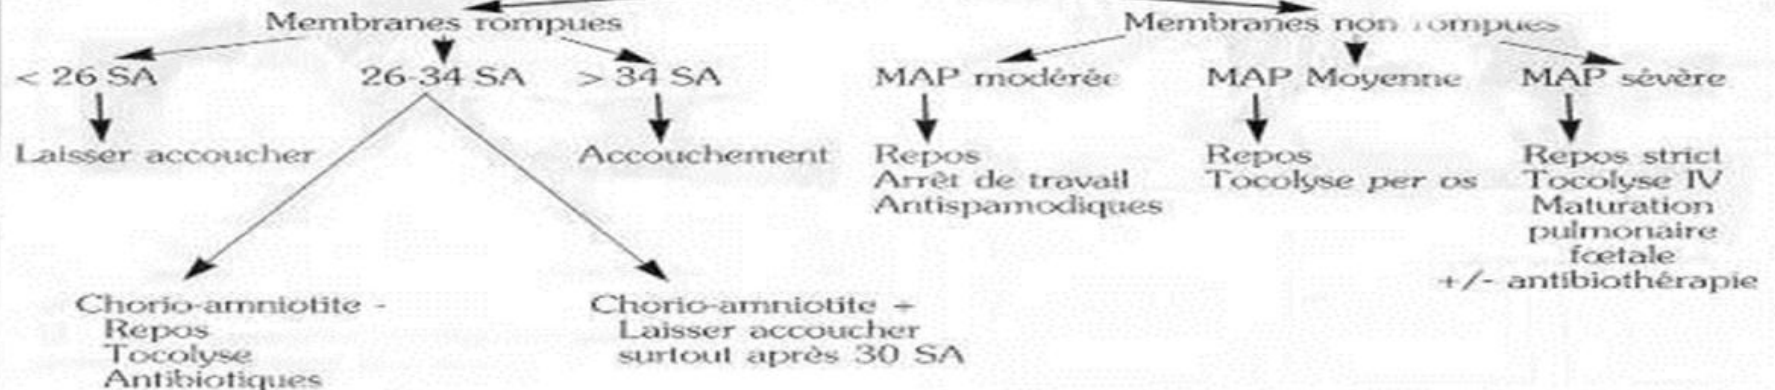 Membranes rompues
Membranes non rompues
< 26 SA
26-34 SA
> 34 SA
MAP modérée
MAP Moyenne
MAP sévère
Laisser accoucher
Accouchement
Repos
Arrêt de travail
Antispamodiques
Repos
Tocolyse per os
Repos strict
Tocolyse IV
Maturation
pulmonaire
fœtale
+/- antibiothérapie
Chorio-amniotite -
Repos
Tocolyse
Antibiotiques
Chorio-amniotite +
Laisser accoucher
surtout après 30 SA